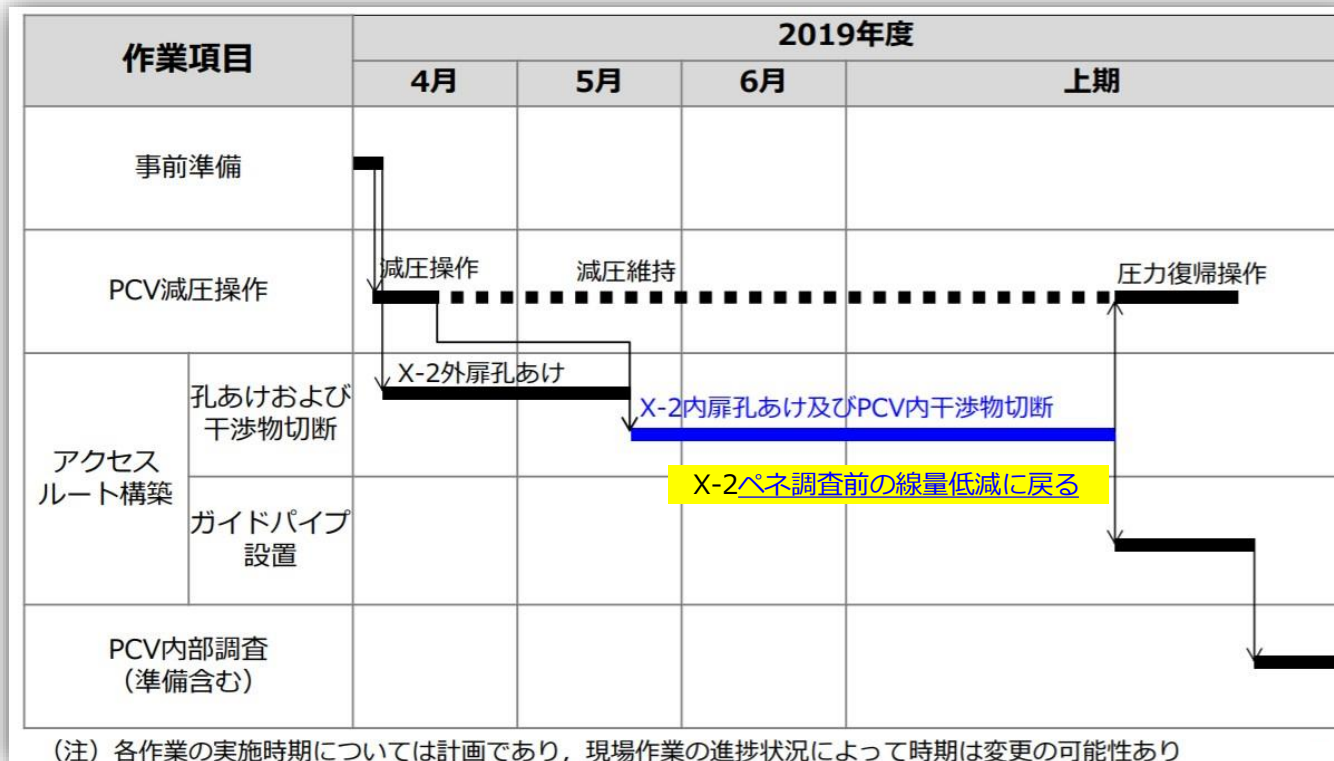 作業項目
2019年度
4月
5月
6月
上期
事前準備
PCV減圧操作
減圧操作
減圧維持
圧力復帰操作
アクセス
ルート構築
孔あけおよび
干渉物切断
X-2外扉孔あけ
X-2内扉孔あけ及びPCV内干渉物切断
X-2ペネ調査前の線量低減に戻る
ガイドパイプ
設置
PCV内部調査
（準備含む）
（注）各作業の実施時期については計画であり，現場作業の進捗状況によって時期は変更の可能性あり